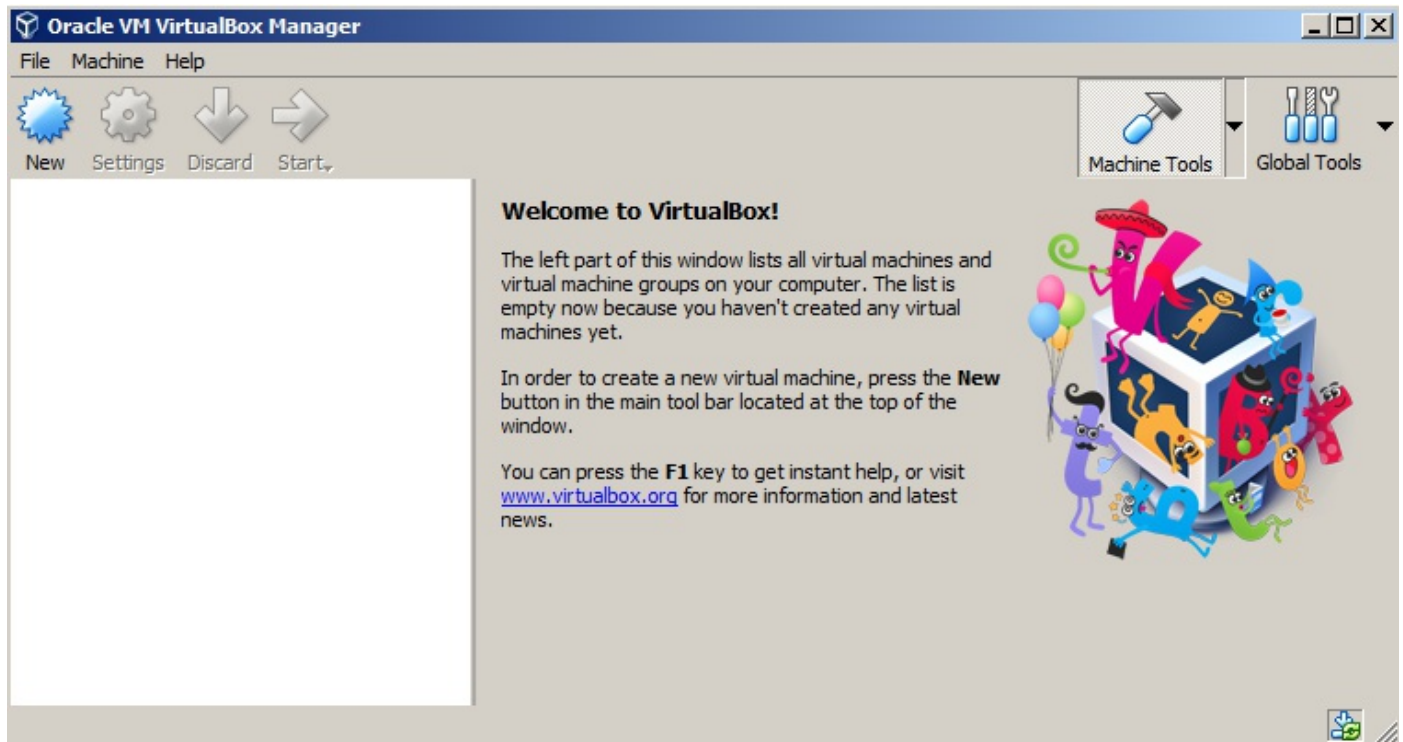 Oracle VM VirtualBox Manager
File Machine Help
New Settings Discard Start
Machine Tools Global Tools
Welcome to VirtualBox!
The left part of this window lists all virtual machines and
virtual machine groups on your computer. The list is
empty now because you haven't created any virtual
machines yet.
In order to create a new virtual machine, press the New
button in the main tool bar located at the top of the
window.
You can press the F1 key to get instant help, or visit
www.virtualbox.org for more information and latest
news.